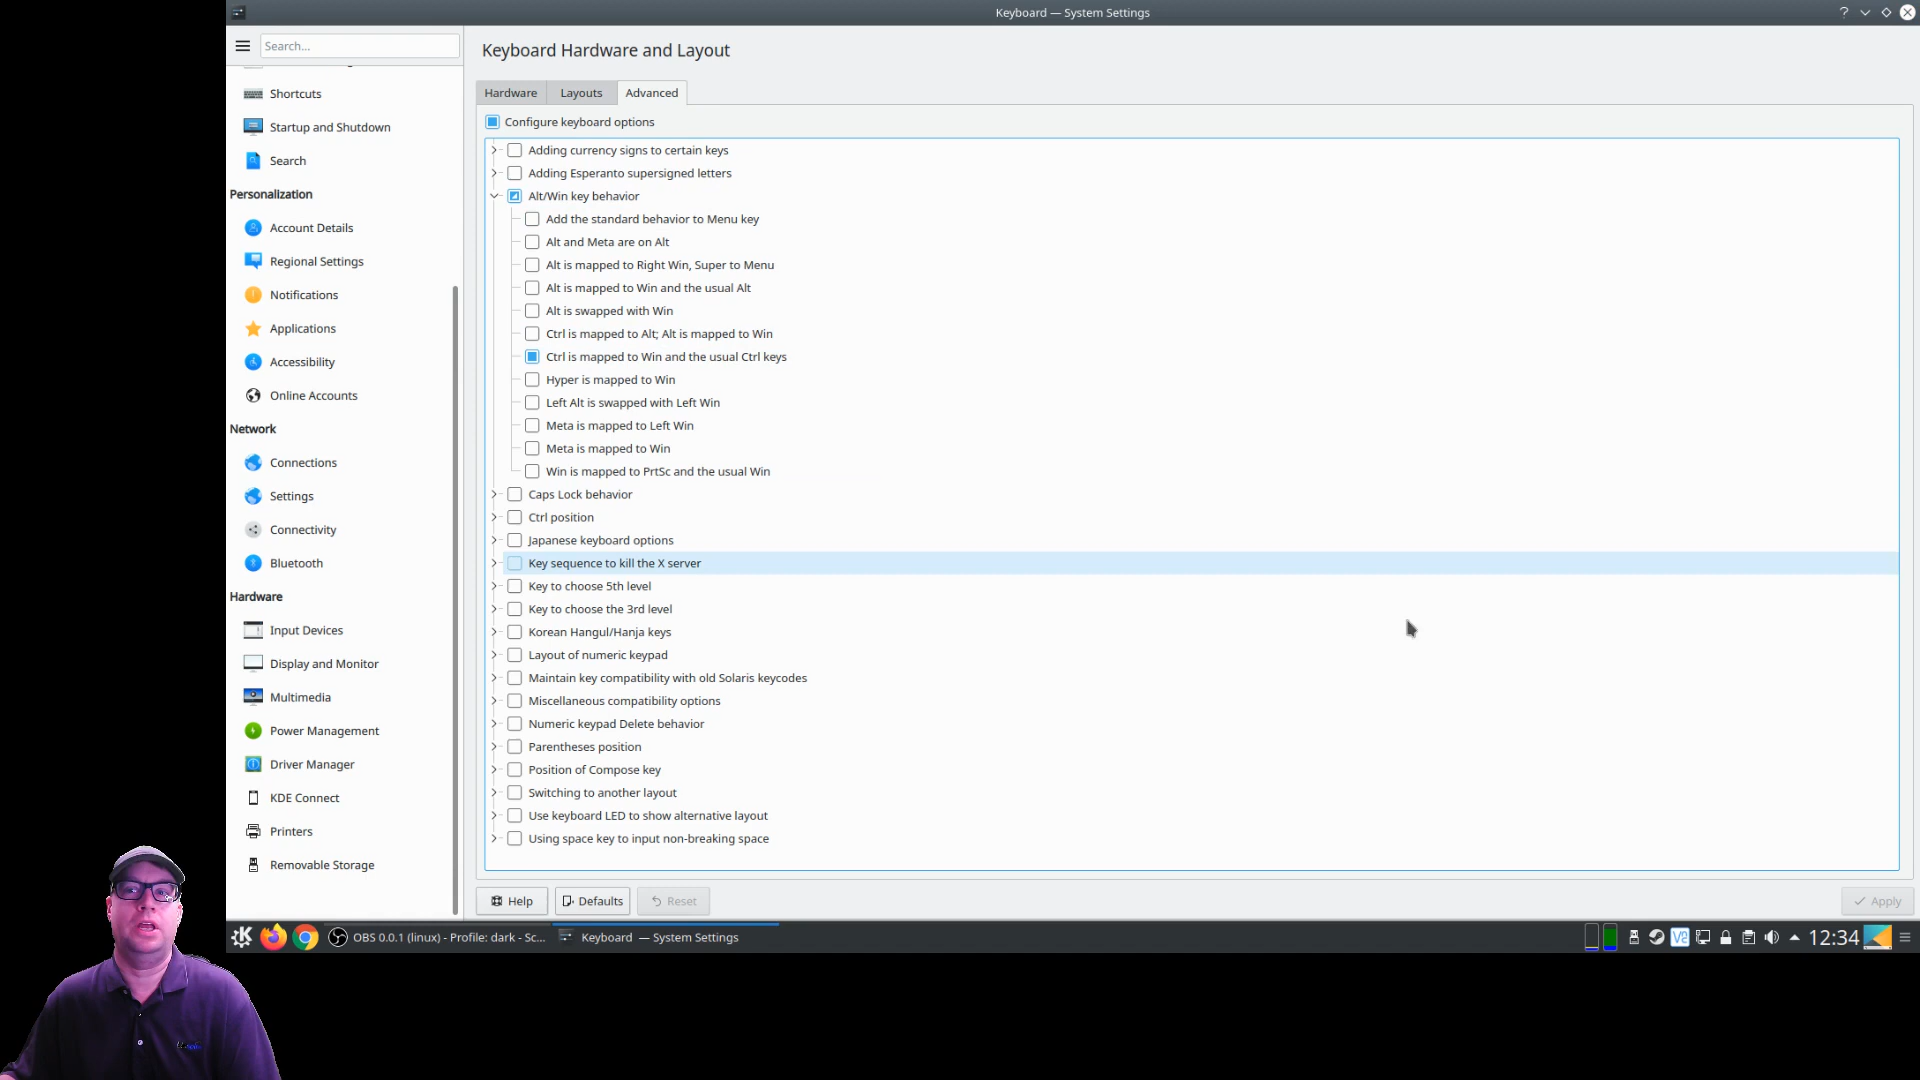 Keyboard — System Settings
?
Search...
Shortcuts
Startup and Shutdown
Search
Personalization
Account Details
Regional Settings
Notifications
Applications
Accessibility
Online Accounts
Network
Connections
Settings
Connectivity
Bluetooth
Hardware
Input Devices
Display and Monitor
Multimedia
Power Management
Driver Manager
KDE Connect
Printers
Removable Storage
Keyboard Hardware and Layout
Hardware
Layouts
Advanced
Configure keyboard options
Adding currency signs to certain keys
Adding Esperanto supersigned letters
Alt/Win key behavior
Add the standard behavior to Menu key
Alt and Meta are on Alt
Alt is mapped to Right Win, Super to Menu
Alt is mapped to Win and the usual Alt
Alt is swapped with Win
Ctrl is mapped to Alt; Alt is mapped to Win
Ctrl is mapped to Win and the usual Ctrl keys
Hyper is mapped to Win
Left Alt is swapped with Left Win
Meta is mapped to Left Win
Meta is mapped to Win
Win is mapped to PrtSc and the usual Win
Caps Lock behavior
Ctrl position
Japanese keyboard options
Key sequence to kill the X server
Key to choose 5th level
Key to choose the 3rd level
Korean Hangul/Hanja keys
Layout of numeric keypad
Maintain key compatibility with old Solaris keycodes
Miscellaneous compatibility options
Numeric keypad Delete behavior
Parentheses position
Position of Compose key
Switching to another layout
Use keyboard LED to show alternative layout
Using space key to input non-breaking space
Help
Defaults
Reset
Apply
OBS 0.0.1 (linux) - Profile: dark - Sc...
Keyboard — System Settings
12:34